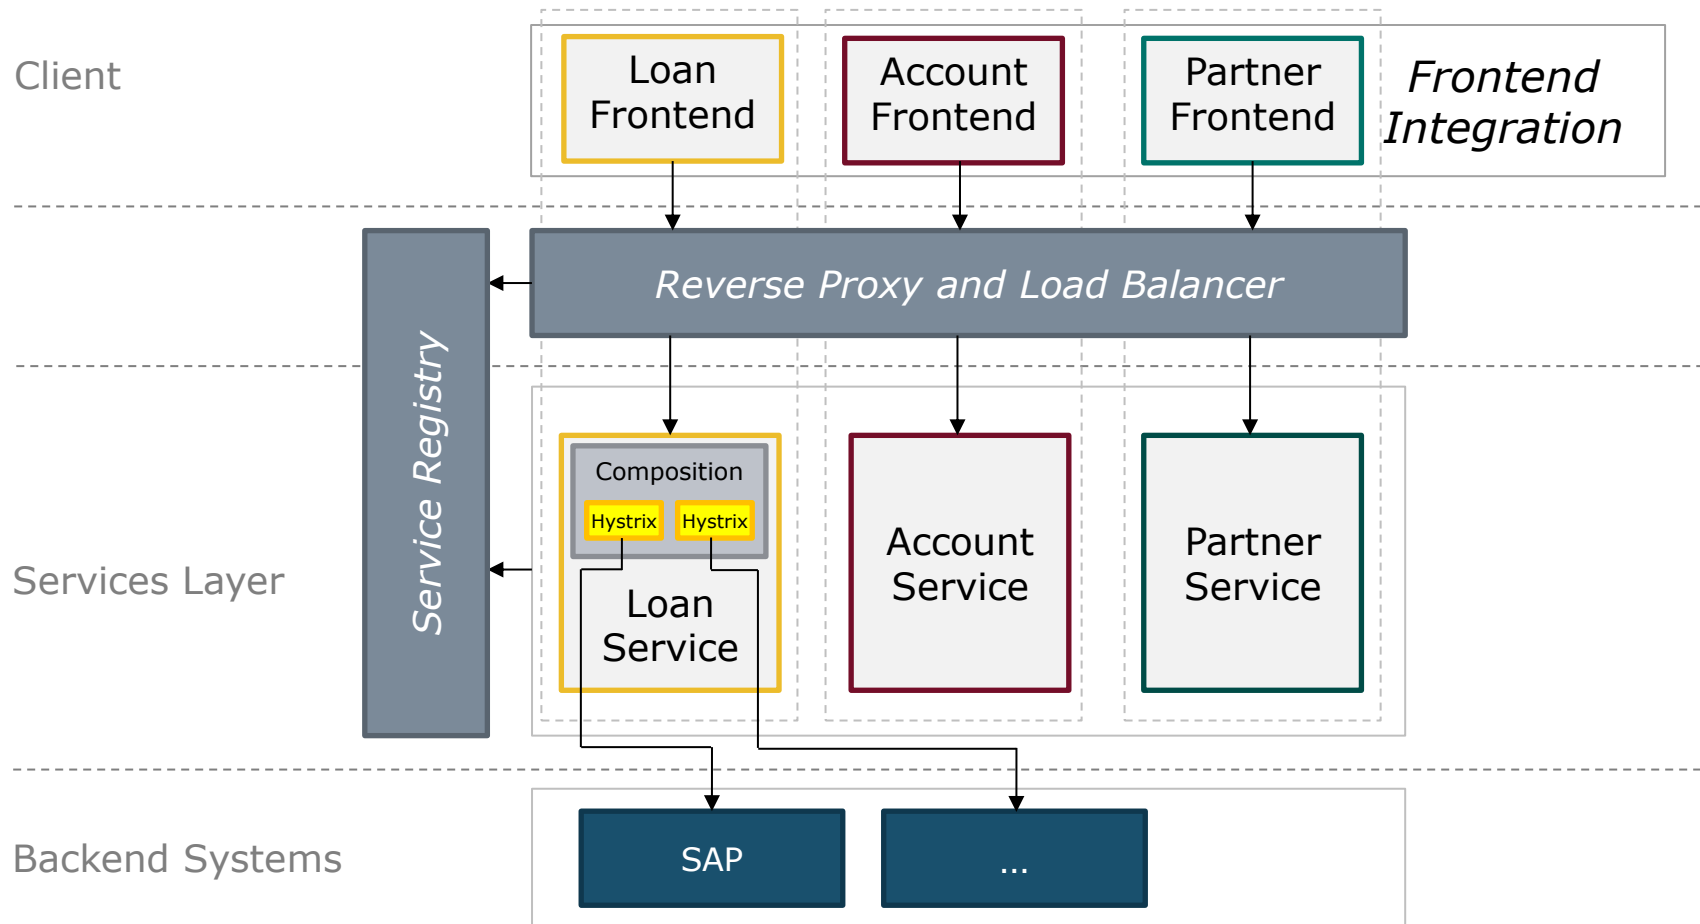 Client
Loan
Frontend
Account
Frontend
Partner
Frontend
Frontend
Integration
Reverse Proxy and Load Balancer
Service Registry
Services Layer
Composition
Hystrix
Hystrix
Loan
Service
Account
Service
Partner
Service
Backend Systems
SAP
...